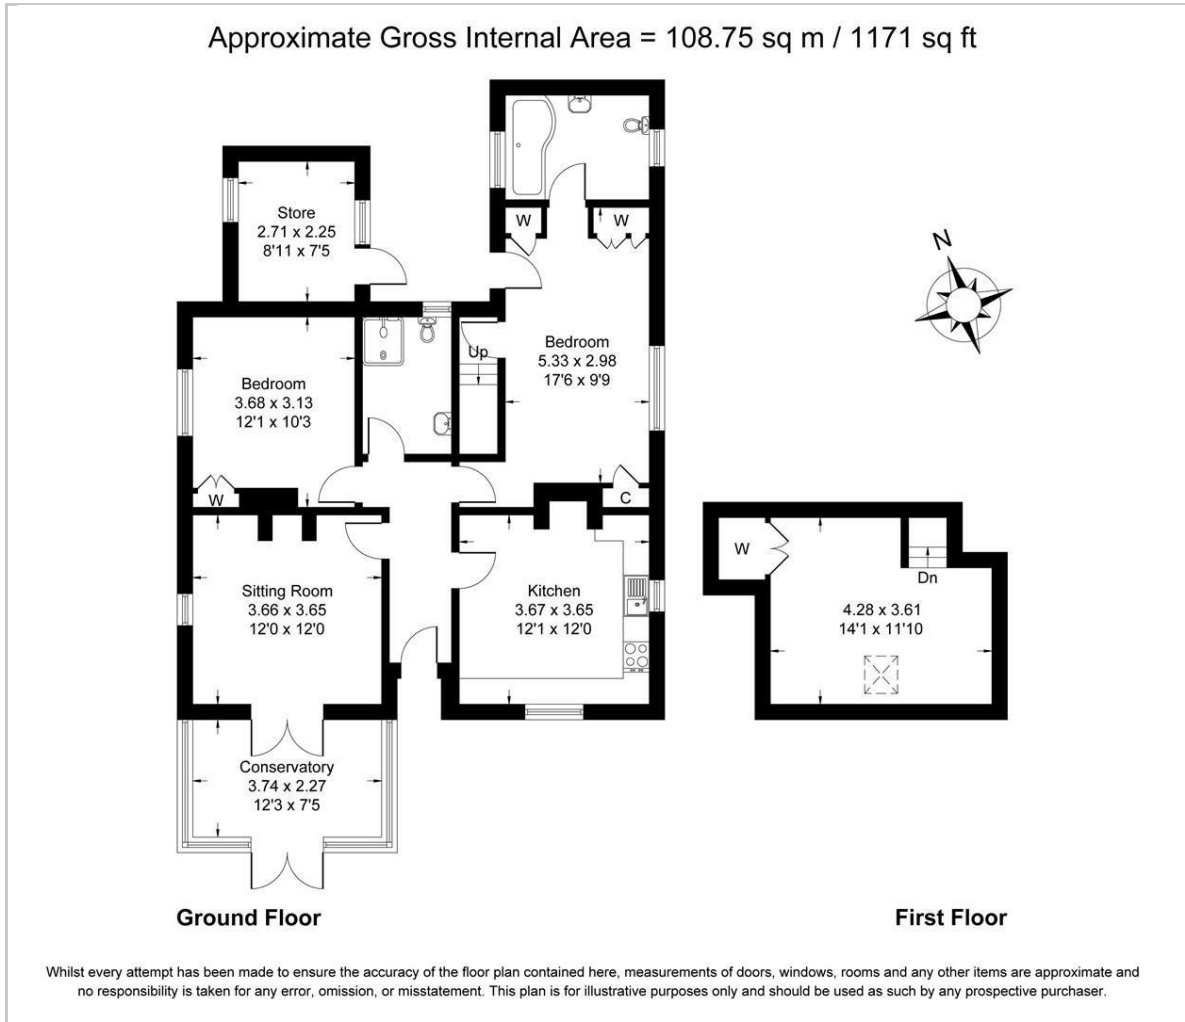 Approximate Gross Internal Area = 108.75 sq m / 1171 sq ft
Store
2.71 x 2.25
8'11 x 7'5
W
W
N
Up
Bedroom
5.33 x 2.98
17'6 x 9'9
Bedroom
3.68 x 3.13
12'1 x 10'3
W
C
Sitting Room
3.66 x 3.65
12'0 x 12'0
Kitchen
3.67 x 3.65
12'1 x 12'0
W
Dn
4.28 x 3.61
14'1 x 11'10
Conservatory
3.74 x 2.27
12'3 x 7'5
Ground Floor
First Floor
Whilst every attempt has been made to ensure the accuracy of the floor plan contained here, measurements of doors, windows, rooms and any other items are approximate and
no responsibility is taken for any error, omission, or misstatement. This plan is for illustrative purposes only and should be used as such by any prospective purchaser.